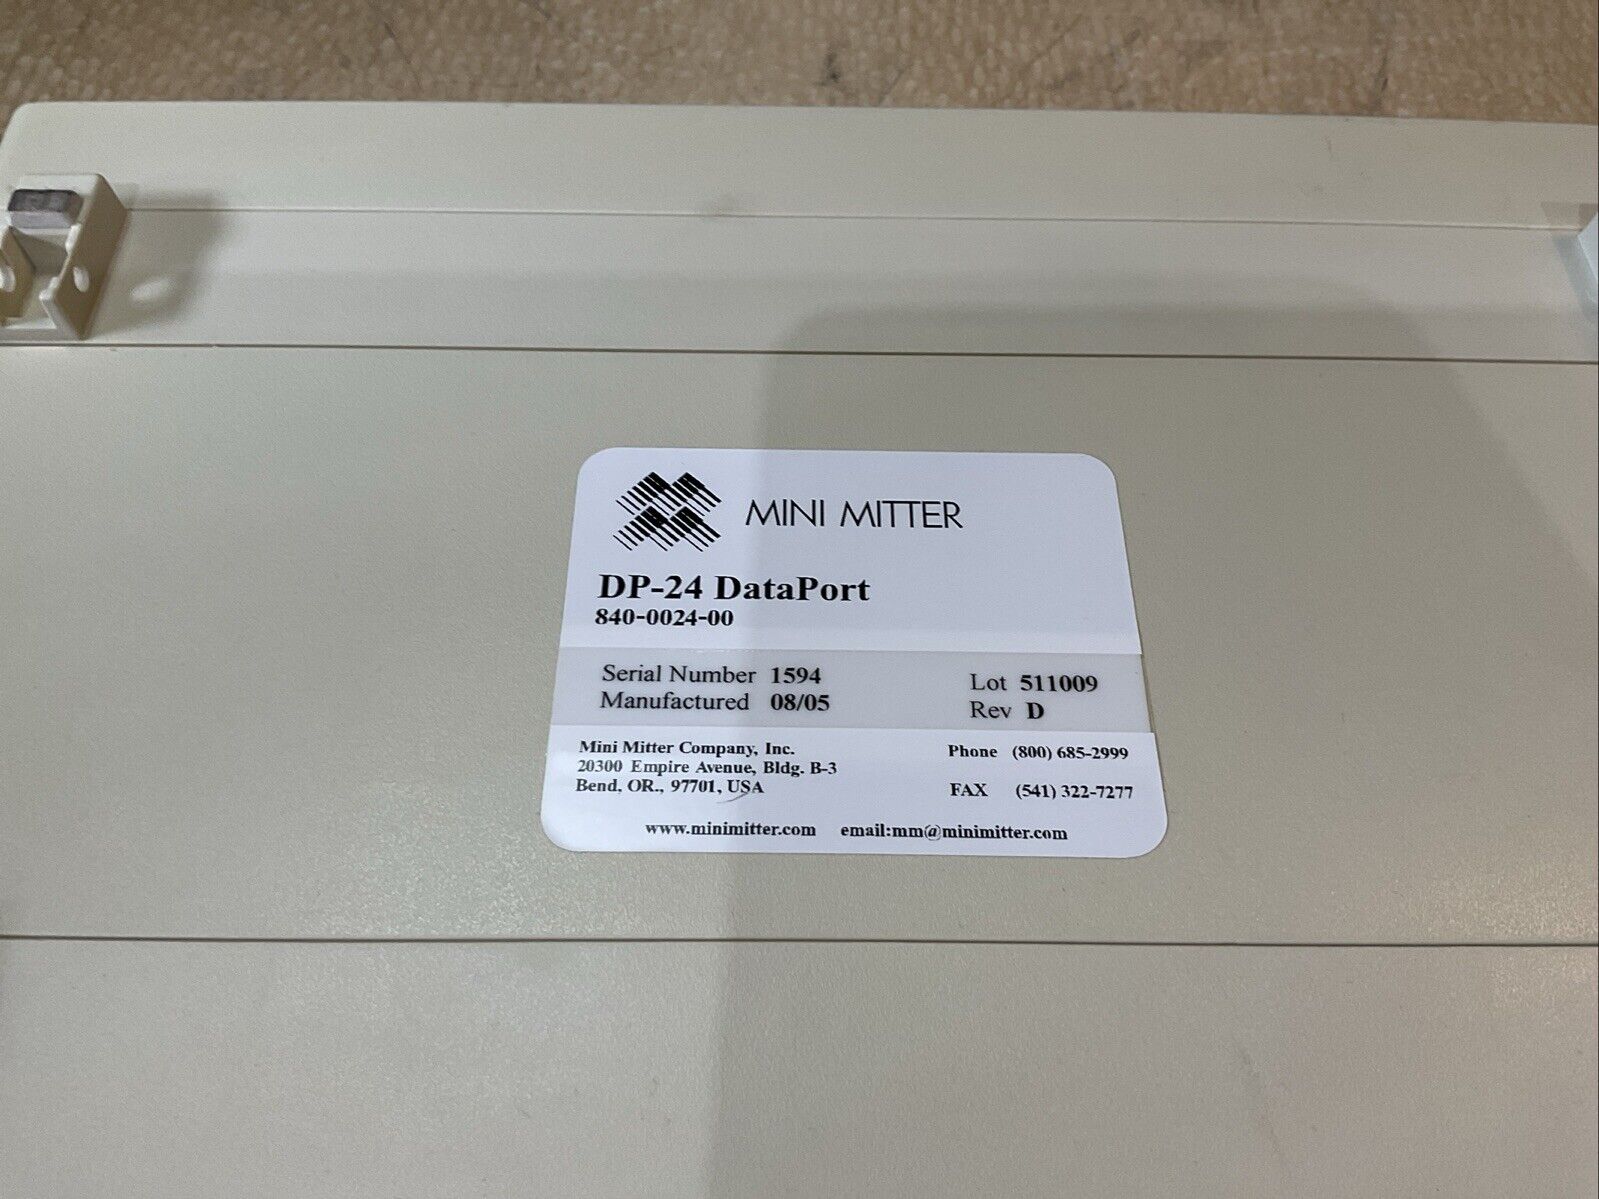 MINI MITTER
DP-24 DataPort
840-0024-00
Serial Number 1594 Lot 511009
Manufactured 08/05 Rev D
Mini Mitter Company, Inc. Phone (800) 685-2999
20300 Empire Avenue, Bldg. B-3
Bend, OR., 97701, USA FAX (541) 322-7277
www.minimitter.com email:mm@minimitter.com